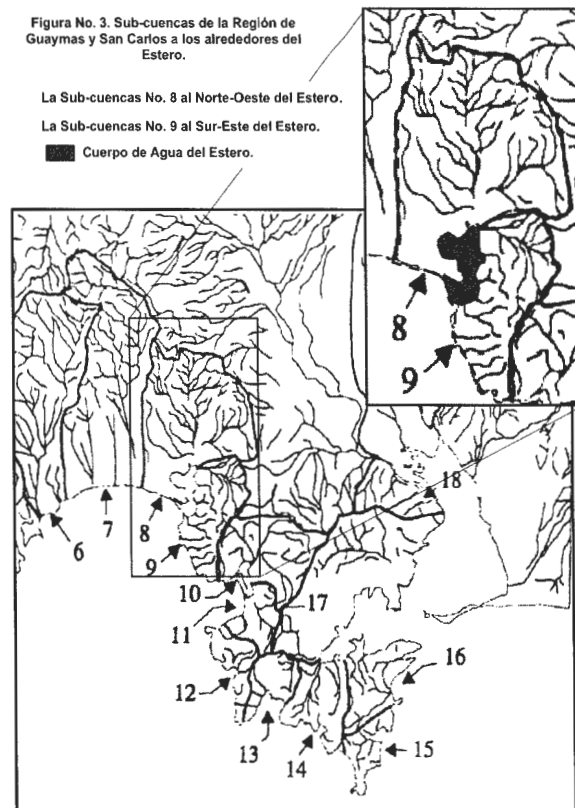 Figura No. 3. Sub-cuencas de la Región de
Guaymas y San Carlos a los alrededores del
Estero.
La Sub-cuencas No. 8 al Norte-Oeste del Estero.
La Sub-cuencas No. 9 al Sur-Este del Estero.
Cuerpo de Agua del Estero.
8
9
6
7
8
9
10
11
12
13
14
15
16
17
18